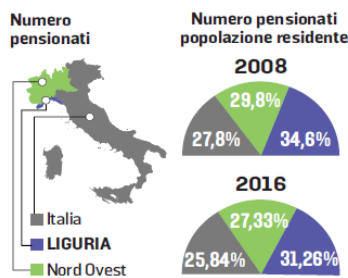 Numero
pensionati
Numero pensionati
popolazione residente
2008
29,8%
27,8%
34,6%
2016
27,33%
25,84%
31,26%
Italia
LIGURIA
Nord Ovest